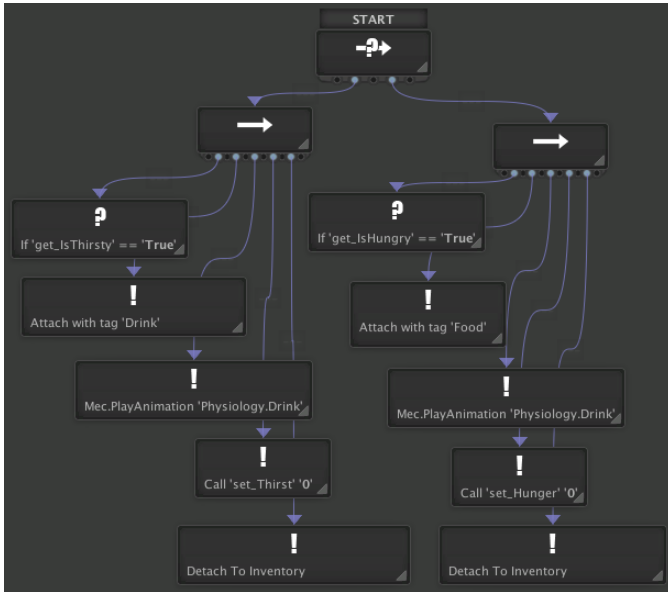 START
If 'get_IsThirsty' == 'True'
If 'get_IsHungry' == 'True'
Attach with tag 'Drink'
Attach with tag 'Food'
Mec.PlayAnimation 'Physiology.Drink'
Mec.PlayAnimation 'Physiology.Drink'
Call 'set_Thirst' '0'
Call 'set_Hunger' '0'
Detach To Inventory
Detach To Inventory